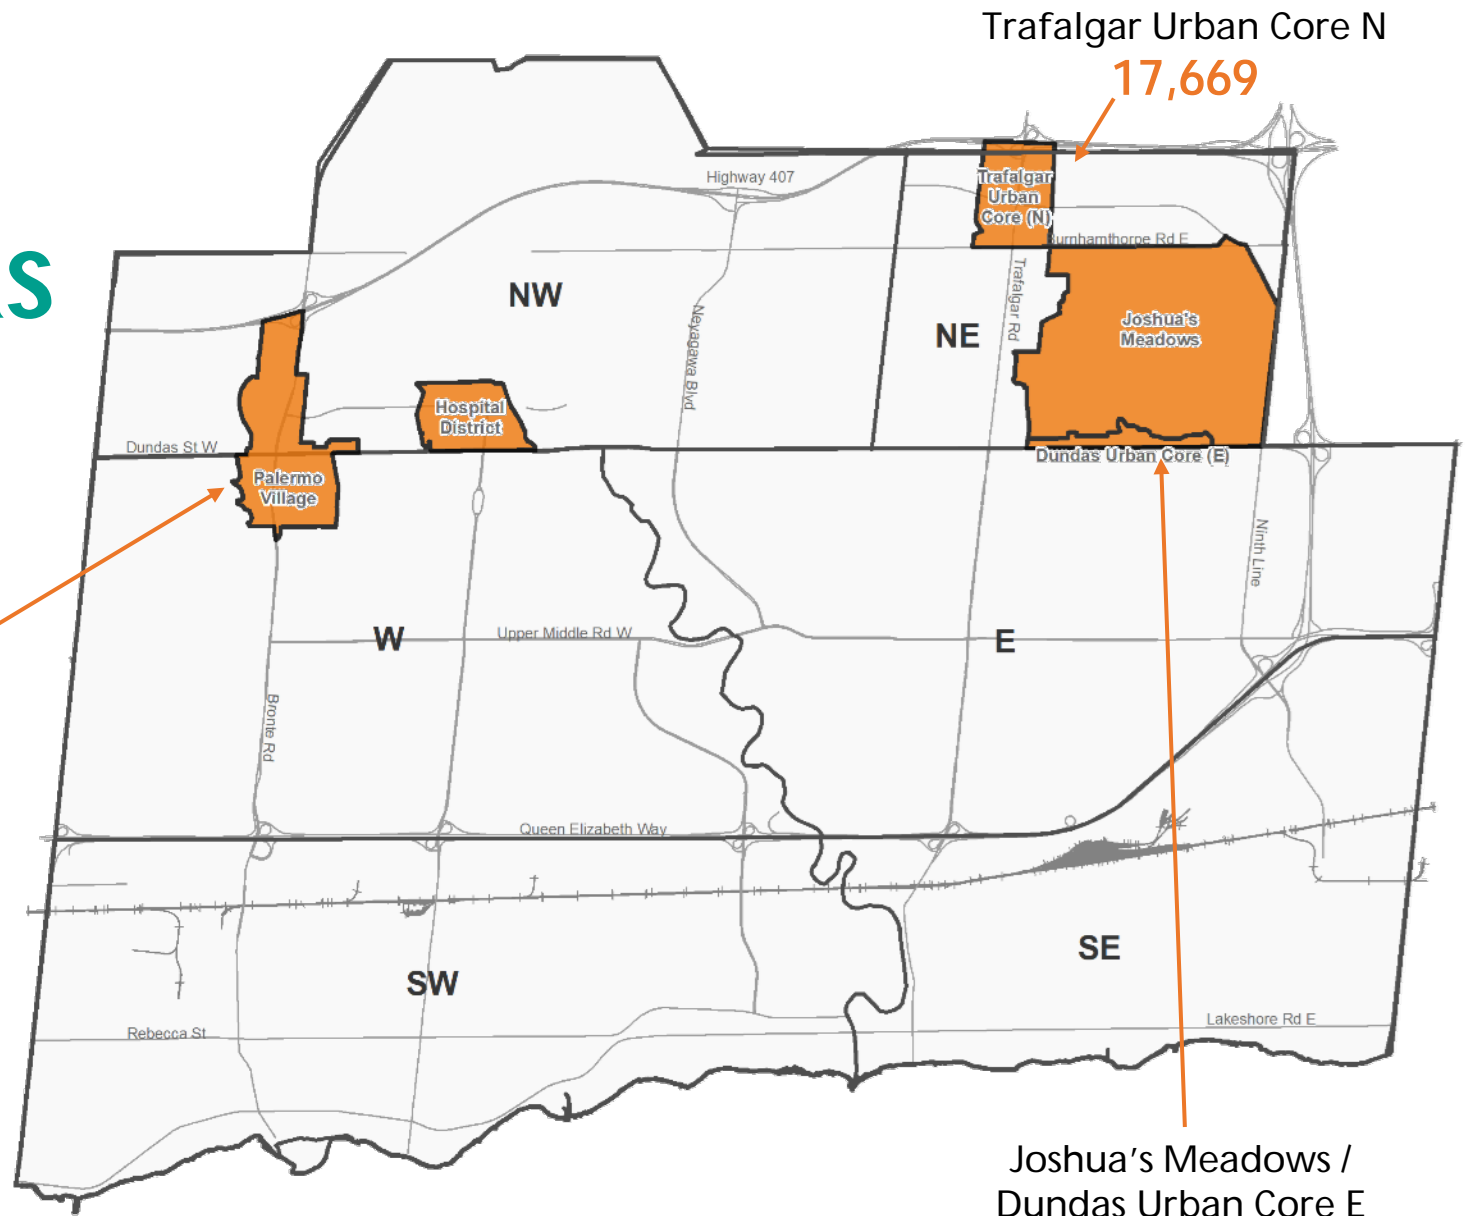 Trafalgar Urban Core N
17,669
Highway 407
Trafalgar
Urban
Core (N)
Burnhamthorpe Rd E
NW
Trafalgar Rd
Neyagawa Blvd
NE
Joshua's
Meadows
Hospital
District
Dundas St W
Dundas Urban Core (E)
Palermo
Village
Ninth Line
W
Upper Middle Rd W
E
Bronte Rd
Queen Elizabeth Way
SW
SE
Rebecca St
Lakeshore Rd E
Joshua's Meadows /
Dundas Urban Core E